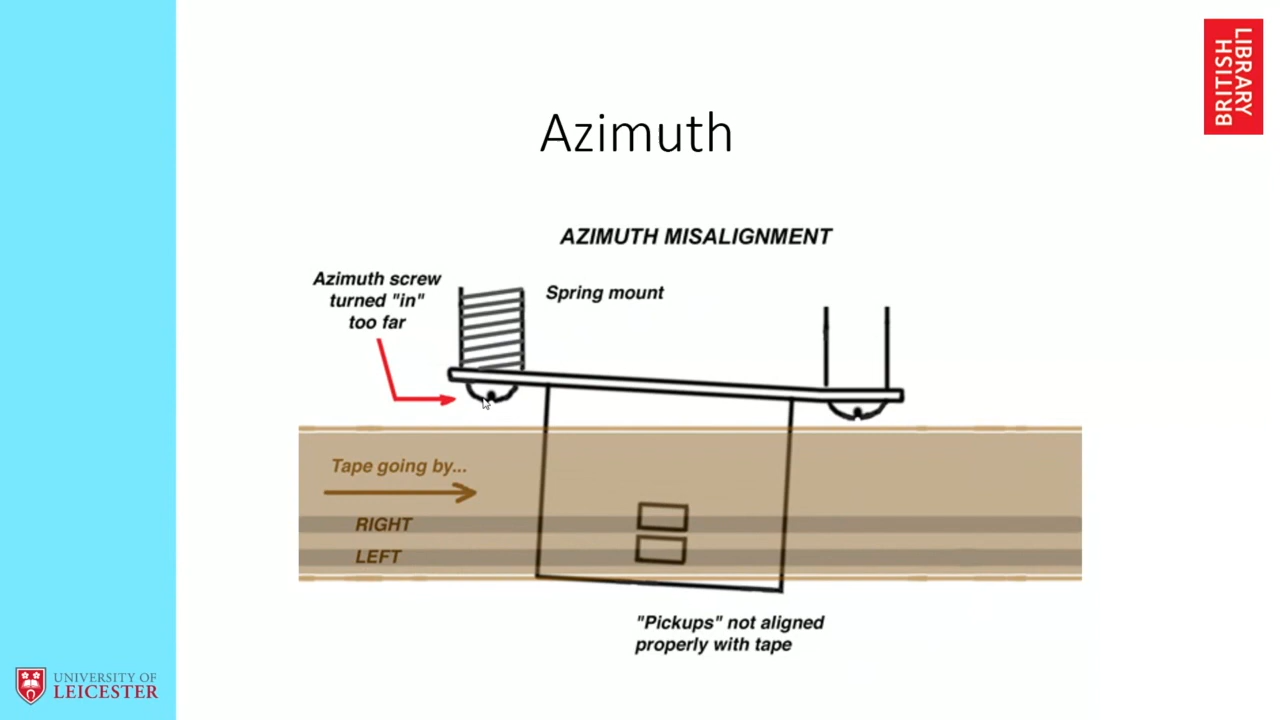 Azimuth
AZIMUTH MISALIGNMENT
Azimuth screw
turned "in"
too far
Spring mount
Tape going by...
RIGHT
LEFT
"Pickups" not aligned
properly with tape
LIBRARY
BRITISH
UNIVERSITY OF
LEICESTER